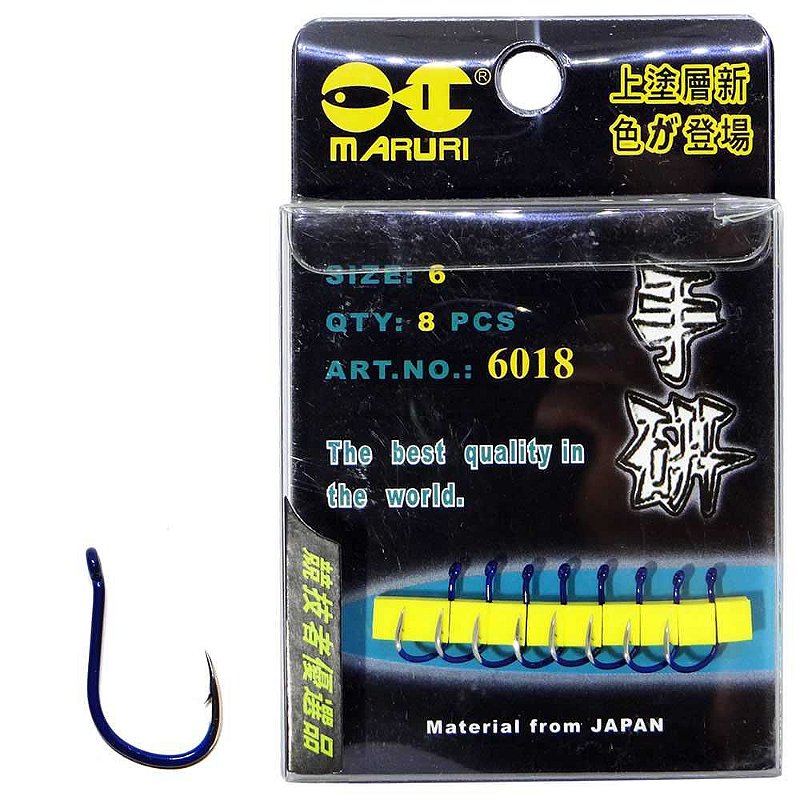 MARURI
®
上塗層新
色が登場
SIZE: 6
QTY: 8 PCS
ART.NO.: 6018
The best quality in
the world.
競技者優選品
Material from JAPAN